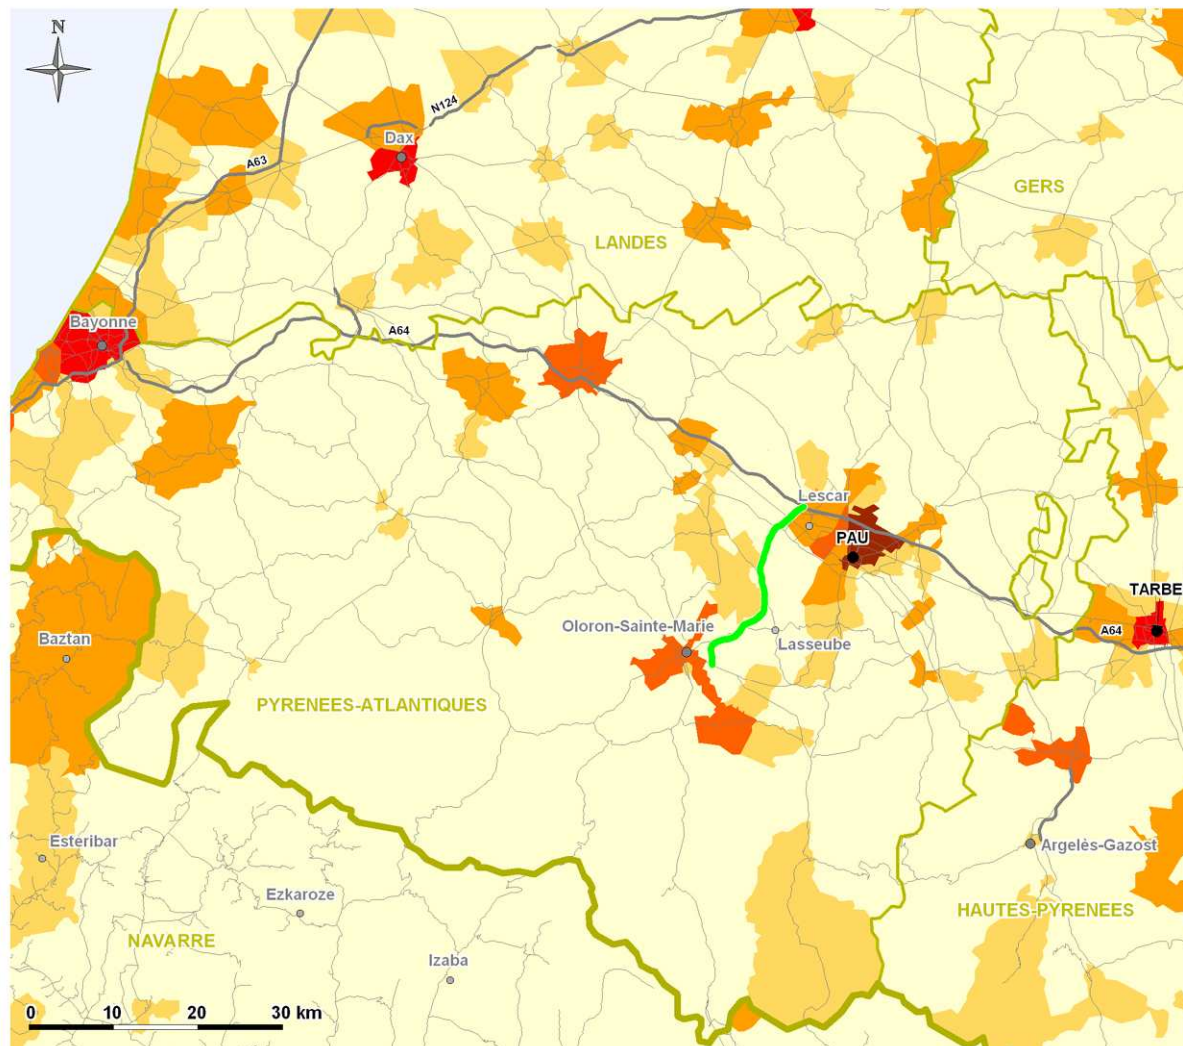 N
N124
Dax
A63
GERS
LANDES
Bayonne
A64
Lescar
PAU
TARBE
Baztan
Oloron-Sainte-Marie
A64
Lasseube
PYRENEES-ATLANTIQUES
Esteribar
Argelès-Gazost
Ezkaroze
HAUTES-PYRENEES
NAVARRE
Izaba
0 10 20 30 km